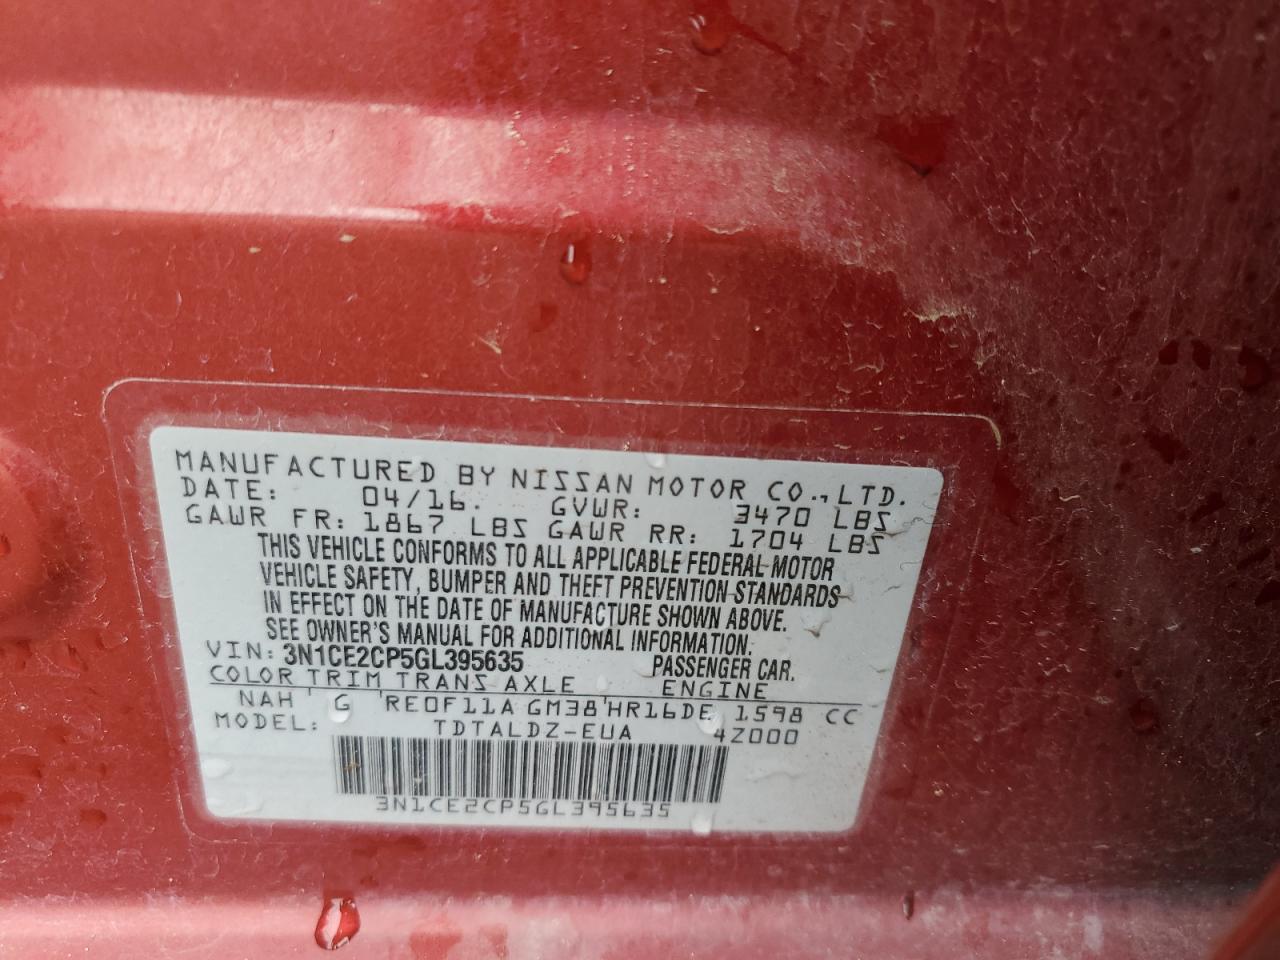 MANUFACTURED BY NISSAN MOTOR CO., LTD.
DATE: 04/16. GVWR: 3470 LBS
GAWR FR: 1867 LBS GAWR RR: 1704 LBS
THIS VEHICLE CONFORMS TO ALL APPLICABLE FEDERAL MOTOR
VEHICLE SAFETY, BUMPER AND THEFT PREVENTION STANDARDS
IN EFFECT ON THE DATE OF MANUFACTURE SHOWN ABOVE.
SEE OWNER'S MANUAL FOR ADDITIONAL INFORMATION.
VIN: 3N1CE2CP5GL395635 PASSENGER CAR.
COLOR TRIM TRANS AXLE ENGINE
NAH ' G 'RE0F11A GM38'HR16DE 1598 CC
MODEL: TDTALDZ-EUA 4Z000
3N1CE2CP5GL395635